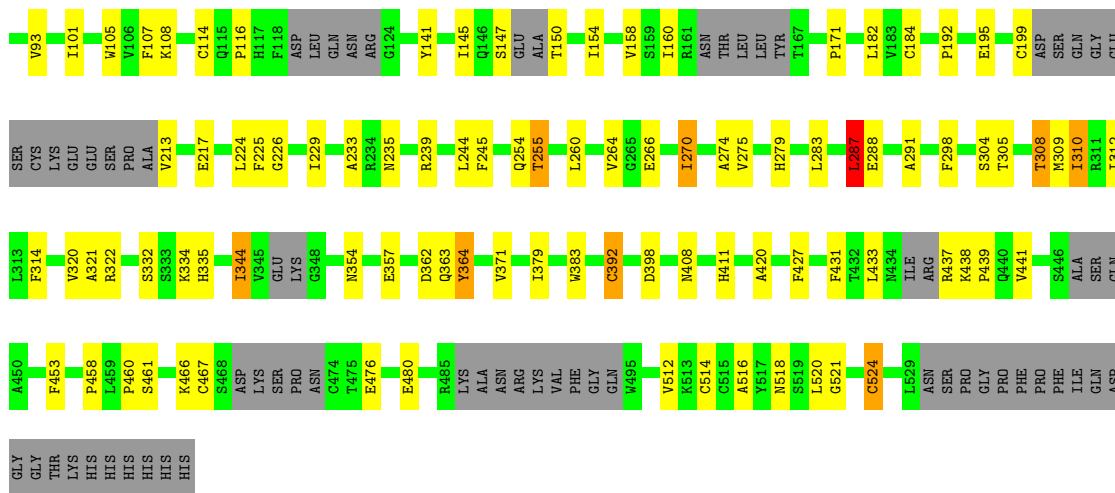 V93 I101 W105 V106 F107 K108 C114 Q115 P116 H117 F118 ASP LEU GLN ASN ARG G124 Y141 I145 Q146 S147 GLU ALA T150 I154 V158 S159 I160 R161 ASN THR LEU LEU TYR T167 P171 L182 V183 C184 P192 E195 C199 ASP SER GLN GLY GLU
SER CYS LYS GLU GLU SER PRO ALA V213 E217 L224 F225 G226 I229 A233 R234 N235 R239 L244 F245 Q254 T255 L260 V264 G265 E266 I270 A274 V275 H279 L283 L287 E288 A291 F298 S304 T305 T308 M309 I310 R311 I312
L313 F314 V320 A321 R322 S332 S333 K334 H335 I344 V345 GLU LYS G348 N354 E357 D362 Q363 Y364 V371 I379 W383 C392 D398 N408 H411 A420 F427 F431 T432 L433 N434 ILE ARG R437 K438 P439 Q440 V441 S446 ALA SER GLN
A450 F453 P458 L459 P460 S461 K466 C467 S468 ASP LYS SER PRO ASN C474 T475 E476 E480 R485 LYS ALA ASN ARG LYS VAL PHE GLY GLN W495 V512 K513 C514 C515 A516 Y517 N518 S519 L520 G521 C524 L529 ASN SER PRO GLY PRO PHE PRO PHE ILE GLN ASP
GLY GLY THR LYS HIS HIS HIS HIS HIS HIS